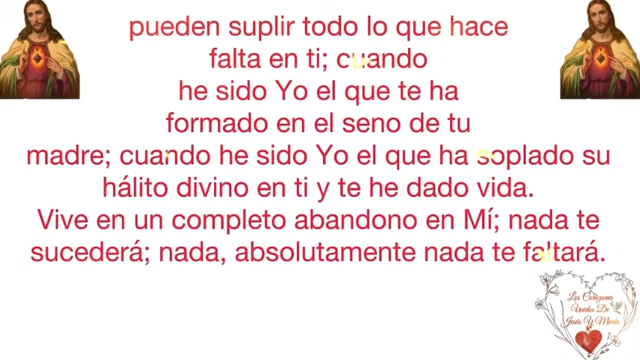 pueden suplir todo lo que hace
falta en ti; cuando
he sido Yo el que te ha
formado en el seno de tu
madre; cuando he sido Yo el que ha soplado su
hálito divino en ti y te he dado vida.
Vive en un completo abandono en Mí; nada te
sucederá; nada, absolutamente nada te faltará.
Los Corazones
Unidos De
Jesús Y María